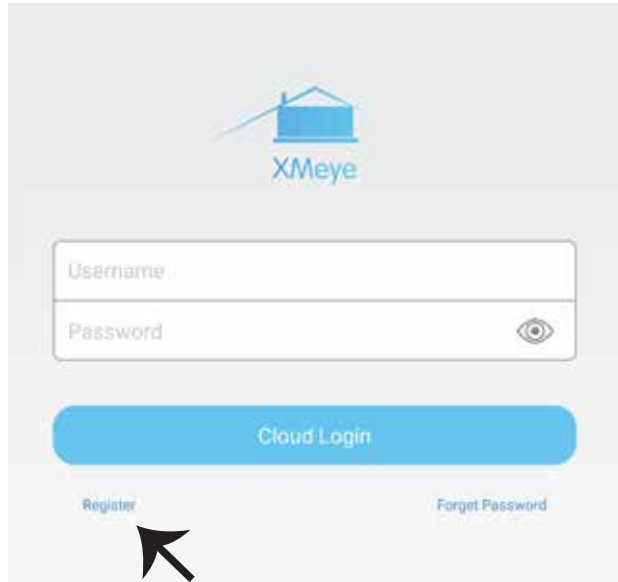 XMeye
Username
Password
Cloud Login
Register
Forget Password